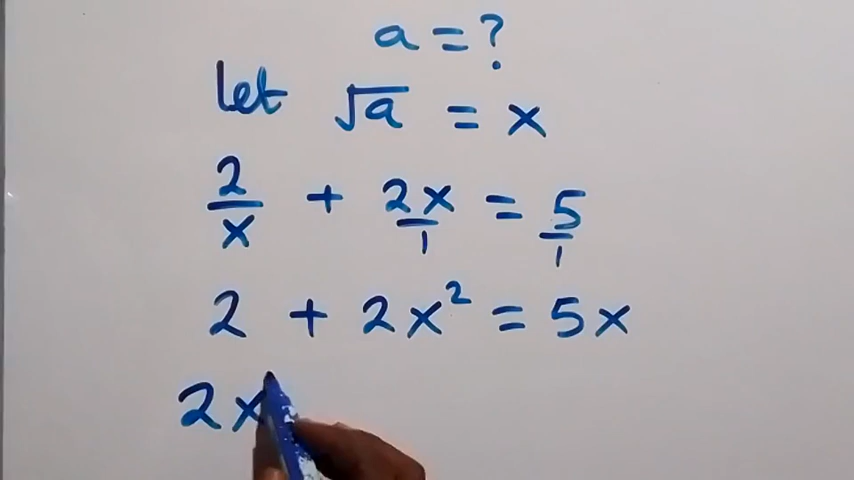 a = ?
let √a = x
2/x + 2x/1 = 5/1
2 + 2x² = 5x
2x